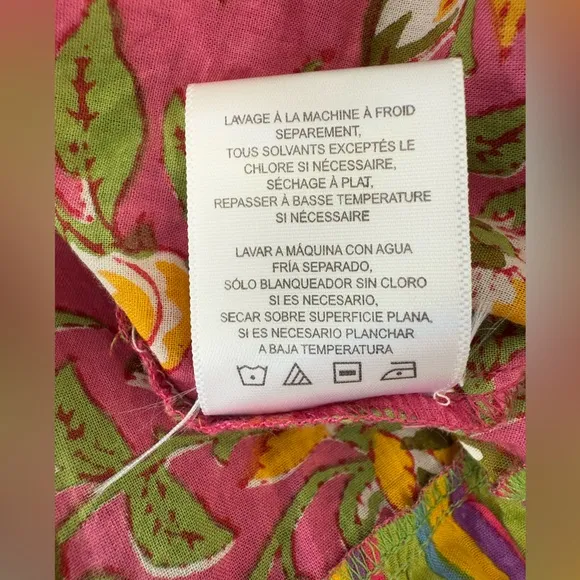 LAVAGE À LA MACHINE À FROID
SEPAREMENT,
TOUS SOLVANTS EXCEPTÉS LE
CHLORE SI NÉCESSAIRE,
SÉCHAGE À PLAT,
REPASSER À BASSE TEMPERATURE
SI NÉCESSAIRE
LAVAR A MÁQUINA CON AGUA
FRÍA SEPARADO,
SÓLO BLANQUEADOR SIN CLORO
SI ES NECESARIO,
SECAR SOBRE SUPERFICIE PLANA,
SI ES NECESARIO PLANCHAR
A BAJA TEMPERATURA